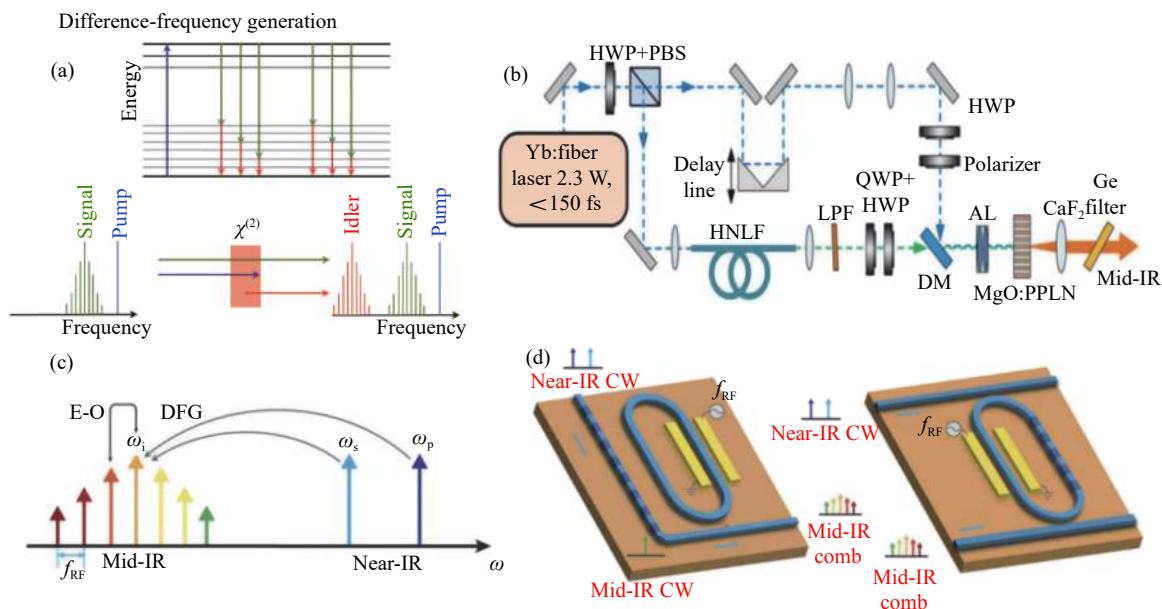 Difference-frequency generation
(a)
Energy
Signal
Pump
χ(2)
Idler
Signal
Pump
Frequency
Frequency
(b)
HWP+PBS
HWP
Yb:fiber
laser 2.3 W,
<150 fs
Delay
line
Polarizer
QWP+
HWP
Ge
CaF2filter
LPF
AL
HNLF
DM
MgO:PPLN
Mid-IR
(c)
E-O
DFG
ωi
ωs
ωp
fRF
Mid-IR
Near-IR
ω
(d)
Near-IR CW
fRF
Near-IR CW
fRF
Mid-IR
comb
Mid-IR CW
Mid-IR
comb